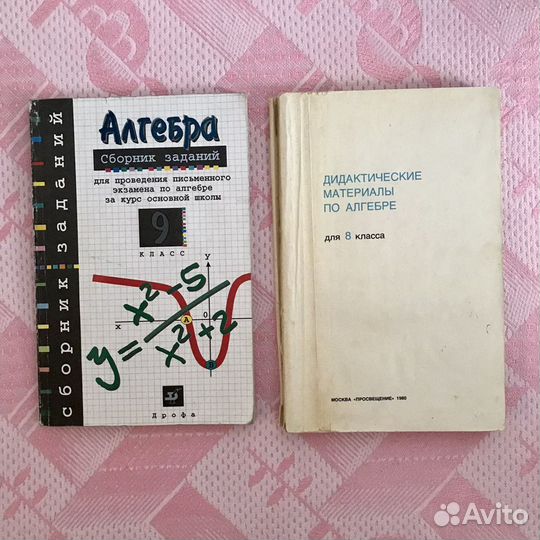 сборник заданий
Алгебра
Сборник заданий
для проведения письменного
экзамена по алгебре
за курс основной школы
9
КЛАСС
y = x² - 5
x² + 2
У
х
0
А
В
Дрофа
ДИДАКТИЧЕСКИЕ
МАТЕРИАЛЫ
ПО АЛГЕБРЕ
для 8 класса
МОСКВА «ПРОСВЕЩЕНИЕ» 1980
Avito